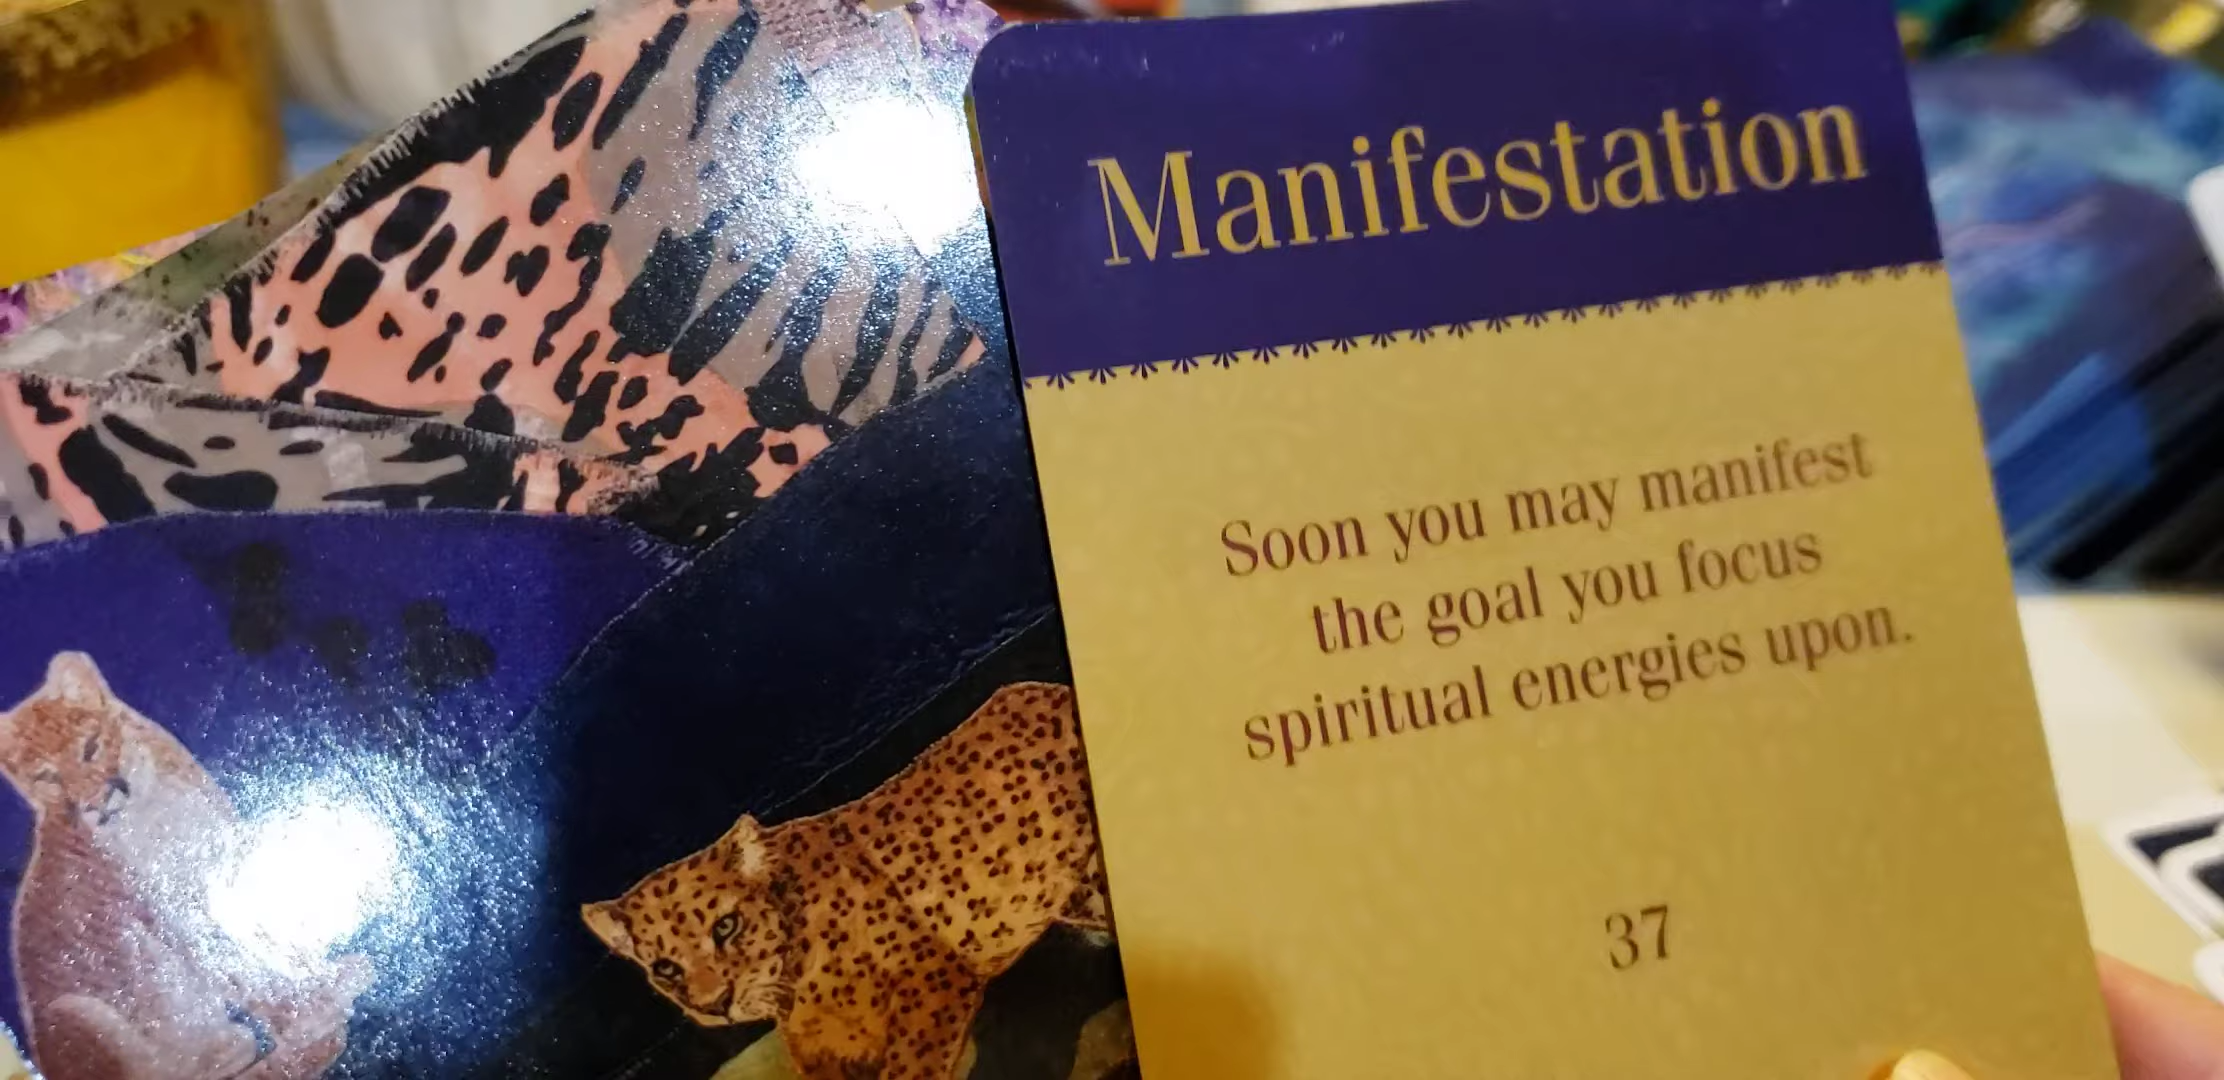 Manifestation
Soon you may manifest
the goal you focus
spiritual energies upon.
37